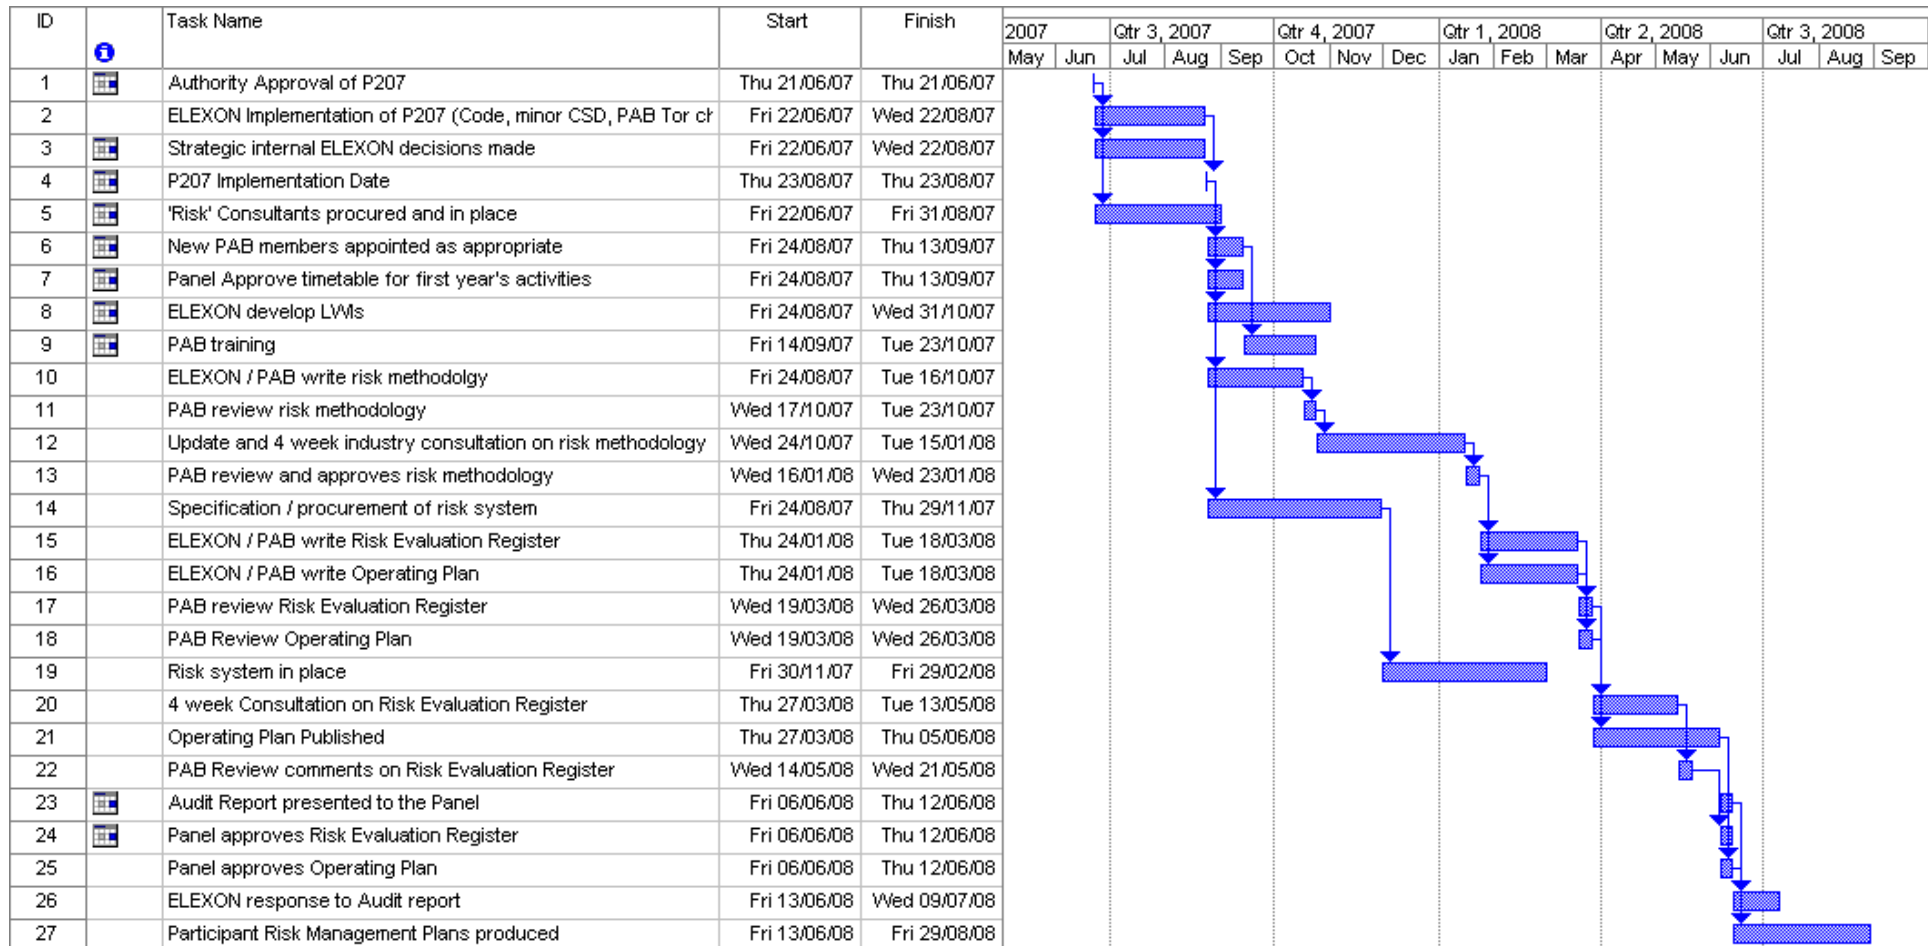 ID Task Name Start Finish
2007 Qtr 3, 2007 Qtr 4, 2007 Qtr 1, 2008 Qtr 2, 2008 Qtr 3, 2008
May Jun Jul Aug Sep Oct Nov Dec Jan Feb Mar Apr May Jun Jul Aug Sep
1 Authority Approval of P207 Thu 21/06/07 Thu 21/06/07
2 ELEXON Implementation of P207 (Code, minor CSD, PAB Tor ch Fri 22/06/07 Wed 22/08/07
3 Strategic internal ELEXON decisions made Fri 22/06/07 Wed 22/08/07
4 P207 Implementation Date Thu 23/08/07 Thu 23/08/07
5 'Risk' Consultants procured and in place Fri 22/06/07 Fri 31/08/07
6 New PAB members appointed as appropriate Fri 24/08/07 Thu 13/09/07
7 Panel Approve timetable for first year's activities Fri 24/08/07 Thu 13/09/07
8 ELEXON develop LWIs Fri 24/08/07 Wed 31/10/07
9 PAB training Fri 14/09/07 Tue 23/10/07
10 ELEXON / PAB write risk methodolgy Fri 24/08/07 Tue 16/10/07
11 PAB review risk methodology Wed 17/10/07 Tue 23/10/07
12 Update and 4 week industry consultation on risk methodology Wed 24/10/07 Tue 15/01/08
13 PAB review and approves risk methodology Wed 16/01/08 Wed 23/01/08
14 Specification / procurement of risk system Fri 24/08/07 Thu 29/11/07
15 ELEXON / PAB write Risk Evaluation Register Thu 24/01/08 Tue 18/03/08
16 ELEXON / PAB write Operating Plan Thu 24/01/08 Tue 18/03/08
17 PAB review Risk Evaluation Register Wed 19/03/08 Wed 26/03/08
18 PAB Review Operating Plan Wed 19/03/08 Wed 26/03/08
19 Risk system in place Fri 30/11/07 Fri 29/02/08
20 4 week Consultation on Risk Evaluation Register Thu 27/03/08 Tue 13/05/08
21 Operating Plan Published Thu 27/03/08 Thu 05/06/08
22 PAB Review comments on Risk Evaluation Register Wed 14/05/08 Wed 21/05/08
23 Audit Report presented to the Panel Fri 06/06/08 Thu 12/06/08
24 Panel approves Risk Evaluation Register Fri 06/06/08 Thu 12/06/08
25 Panel approves Operating Plan Fri 06/06/08 Thu 12/06/08
26 ELEXON response to Audit report Fri 13/06/08 Wed 09/07/08
27 Participant Risk Management Plans produced Fri 13/06/08 Fri 29/08/08